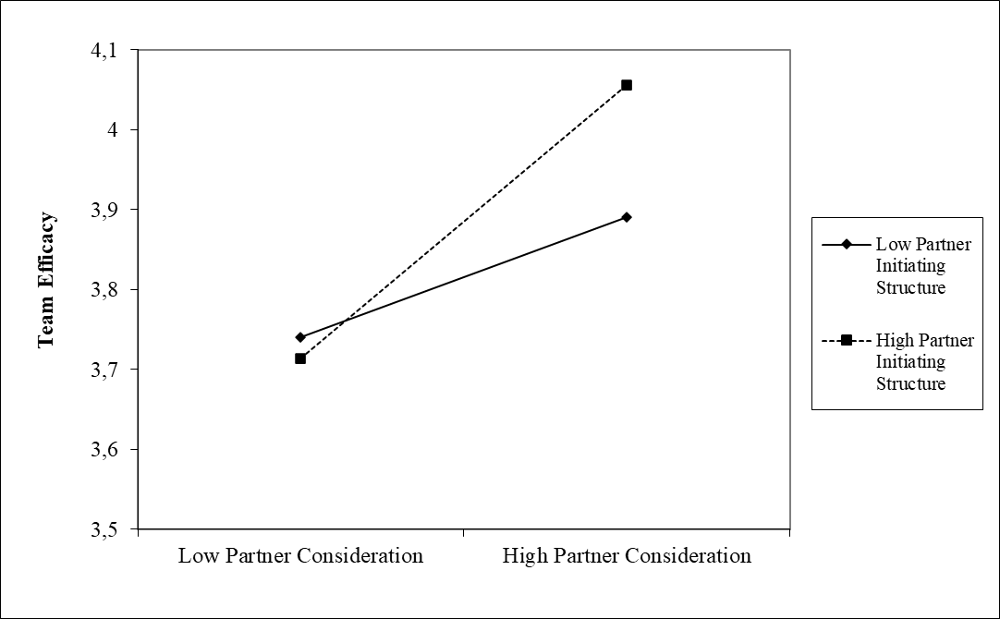 4,1
4
3,9
3,8
3,7
3,6
3,5
Team Efficacy
Low Partner Consideration
High Partner Consideration
Low Partner
Initiating
Structure
High Partner
Initiating
Structure